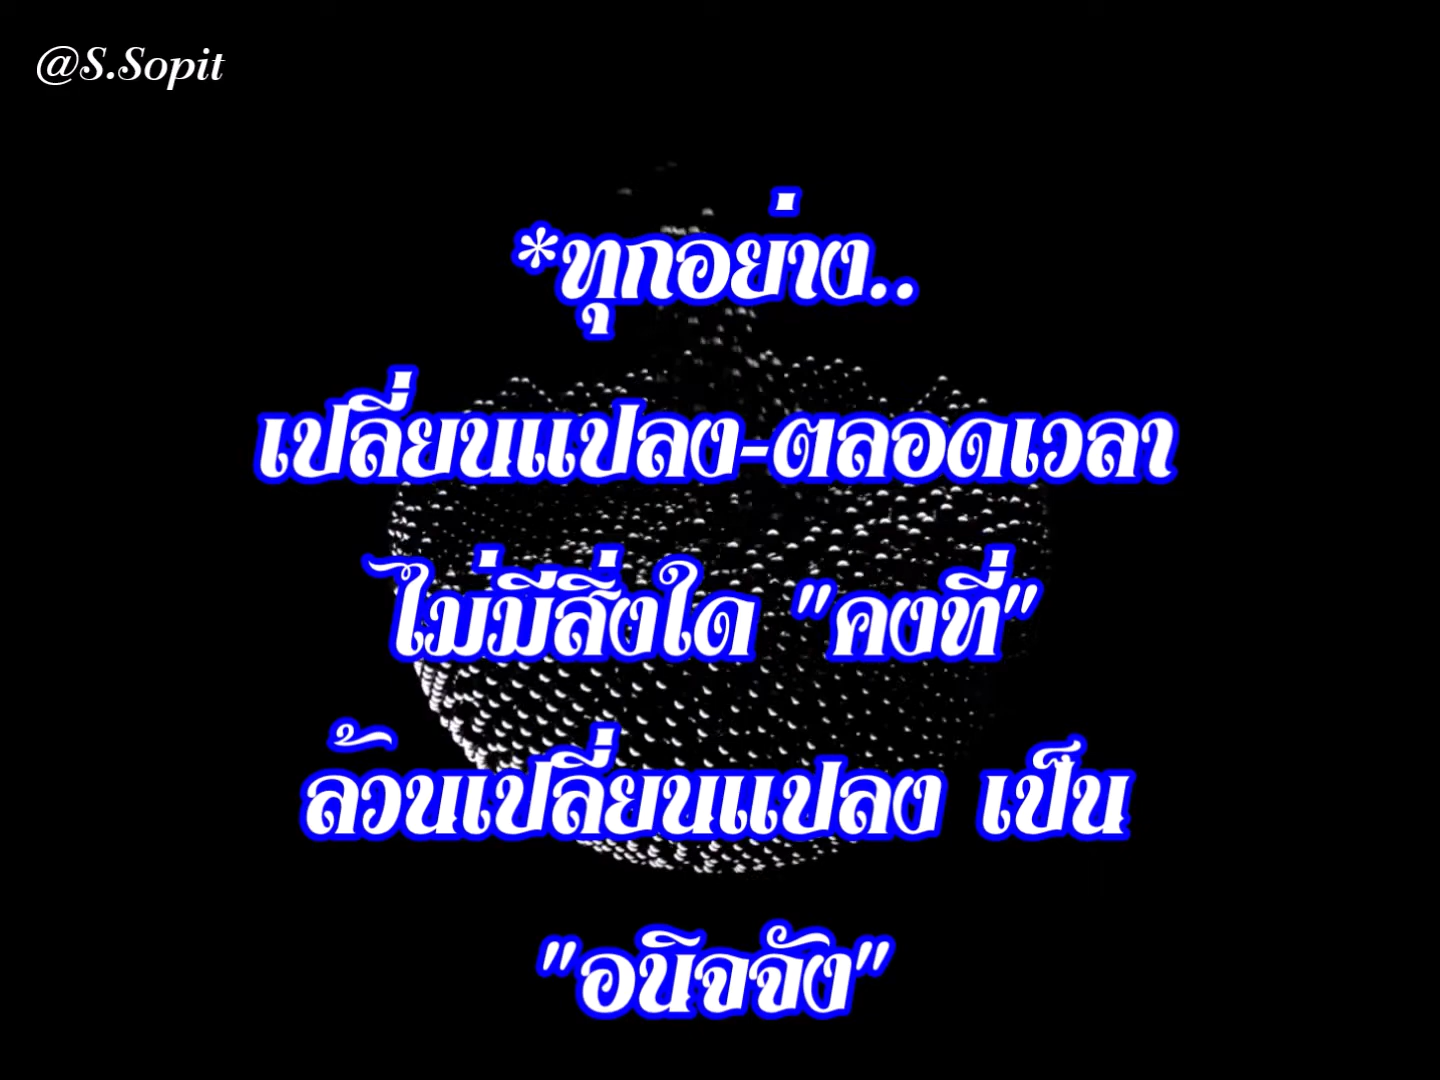 @S.Sopit
*ทุกอย่าง..
เปลี่ยนแปลง-ตลอดเวลา
ไม่มีสิ่งใด "คงที่"
ล้วนเปลี่ยนแปลง เป็น
"อนิจจัง"